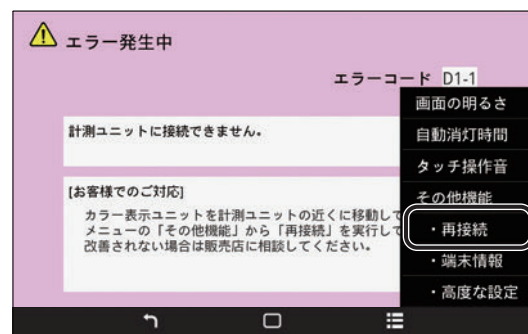 エラー発生中
エラーコード D1-1
計測ユニットに接続できません。
[お客様でのご対応]
カラー表示ユニットを計測ユニットの近くに移動して
メニューの「その他機能」から「再接続」を実行して
改善されない場合は販売店に相談してください。
画面の明るさ
自動消灯時間
タッチ操作音
その他機能
・再接続
・端末情報
・高度な設定